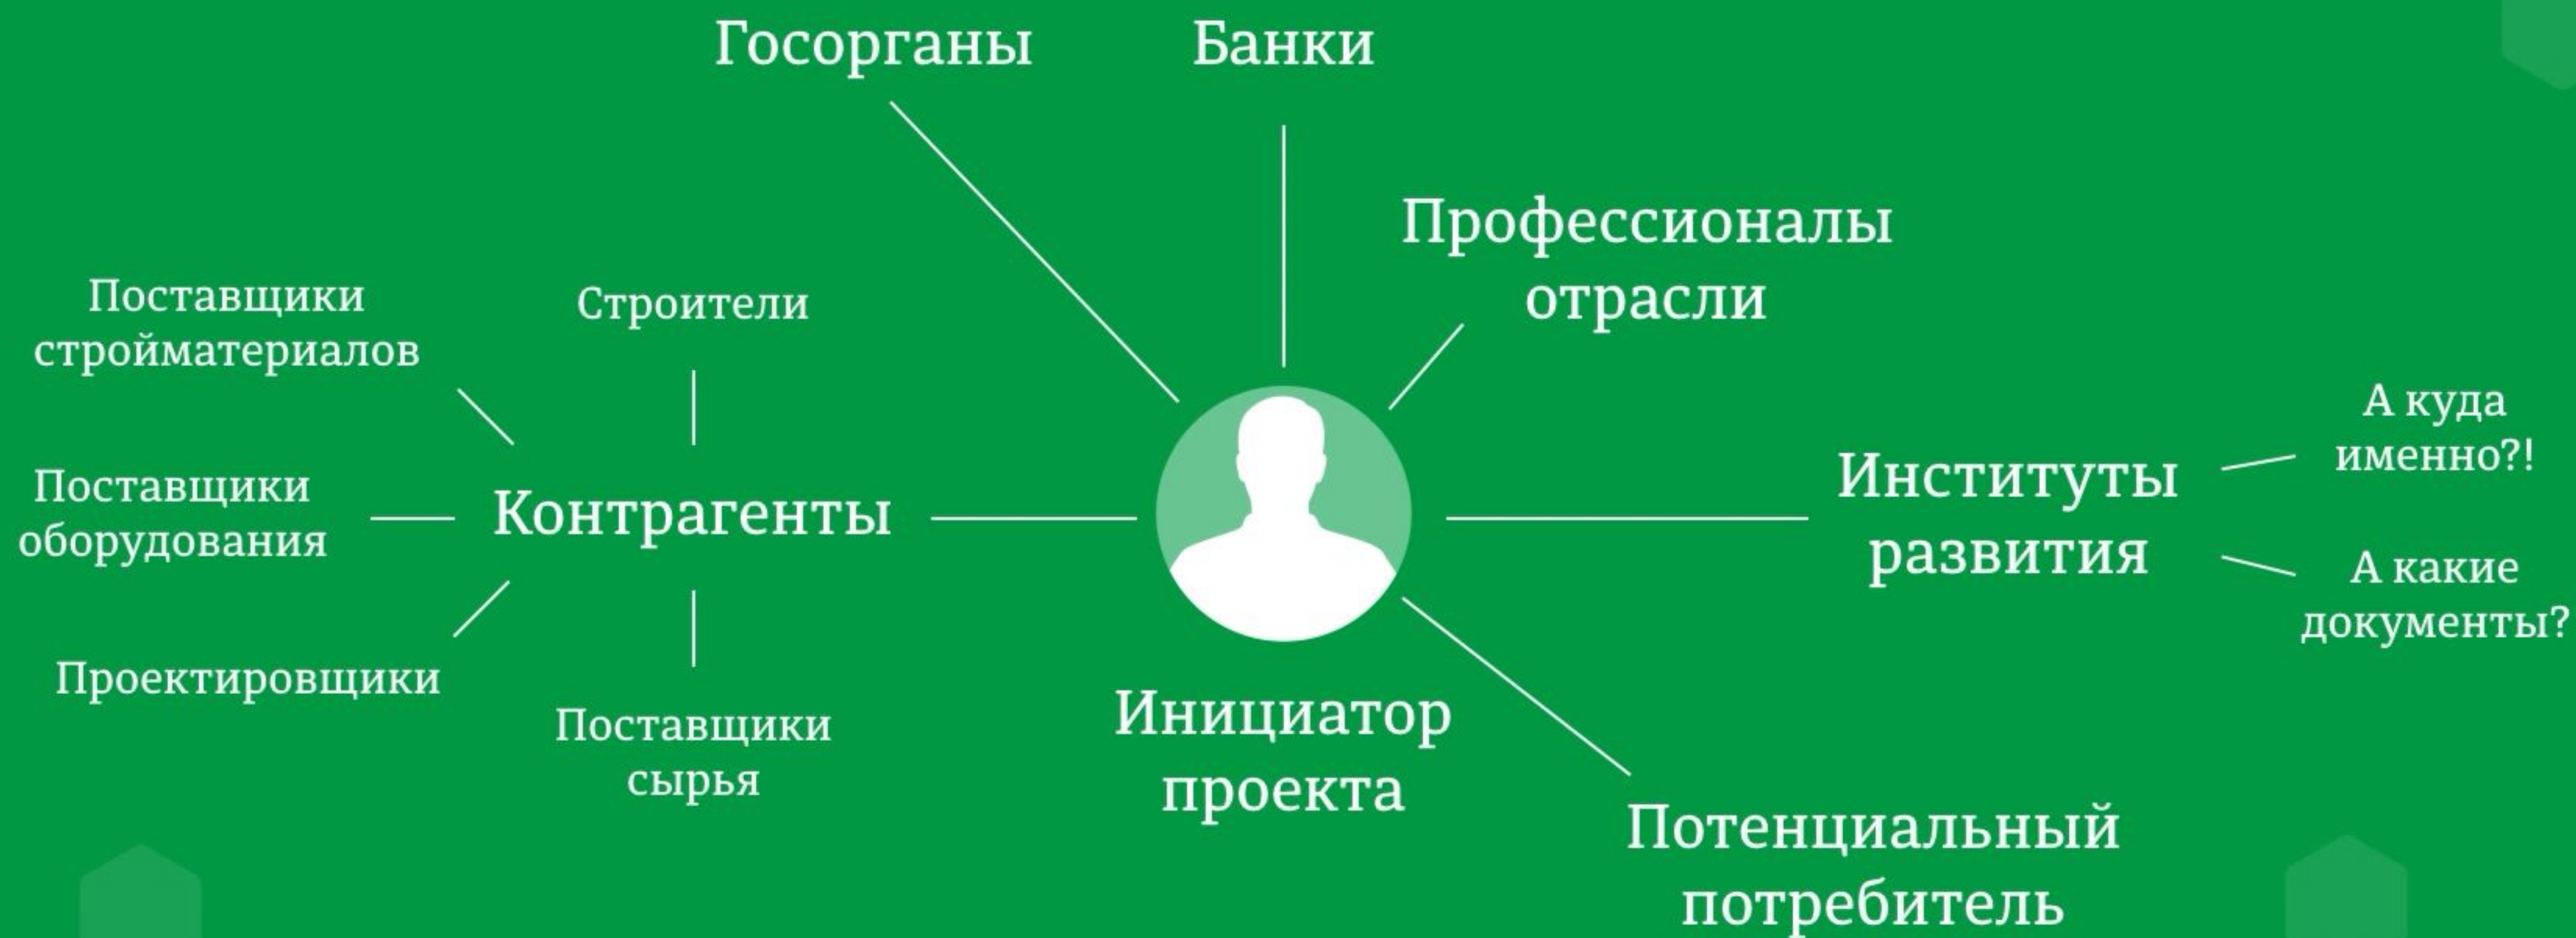 Госорганы
Банки
Профессионалы
отрасли
Поставщики
стройматериалов
Строители
Поставщики
оборудования
Контрагенты
Проектировщики
Поставщики
сырья
Инициатор
проекта
Институты
развития
А куда
именно?!
А какие
документы?
Потенциальный
потребитель